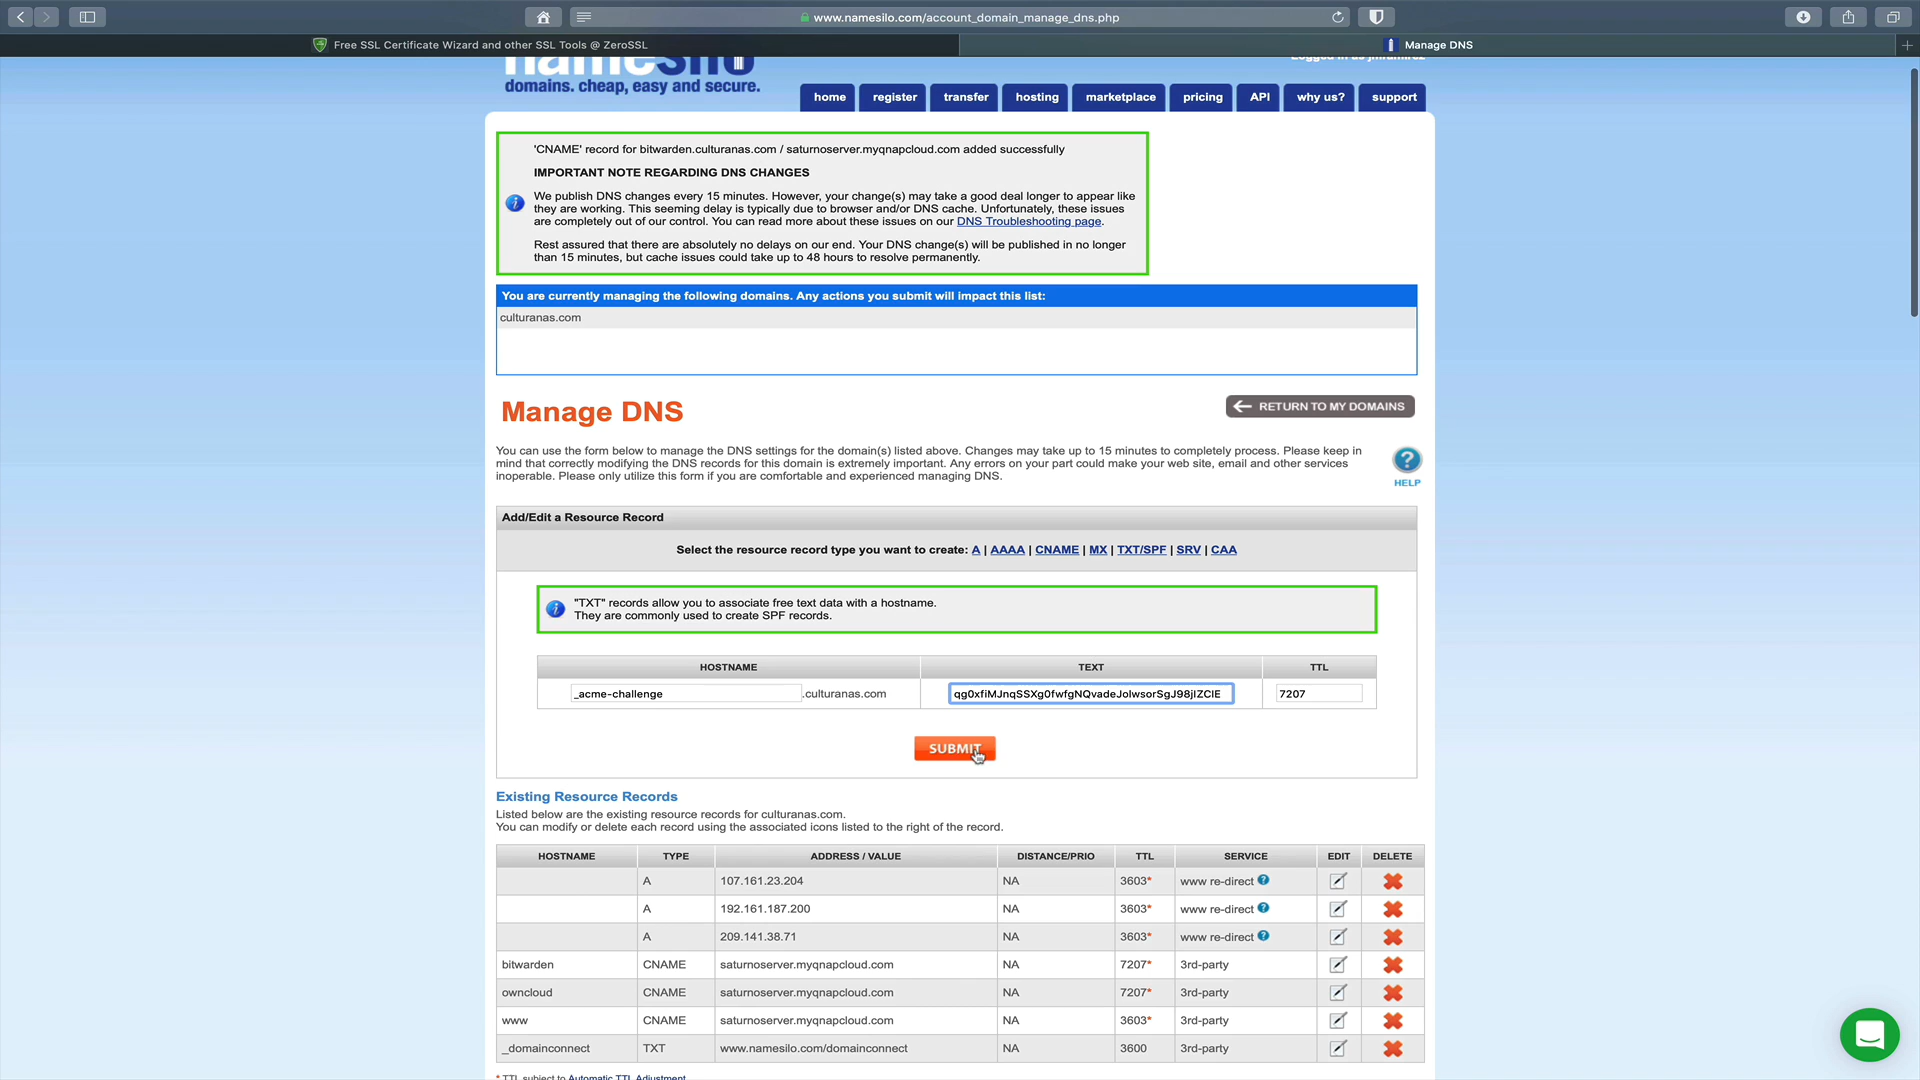 www.namesilo.com/account_domain_manage_dns.php
Free SSL Certificate Wizard and other SSL Tools @ ZeroSSL
Manage DNS
namesilo
domains. cheap, easy and secure.
home
register
transfer
hosting
marketplace
pricing
API
why us?
support
'CNAME' record for bitwarden.culturanas.com / saturnoserver.myqnapcloud.com added successfully
IMPORTANT NOTE REGARDING DNS CHANGES
We publish DNS changes every 15 minutes. However, your change(s) may take a good deal longer to appear like
they are working. This seeming delay is typically due to browser and/or DNS cache. Unfortunately, these issues
are completely out of our control. You can read more about these issues on our DNS Troubleshooting page.
Rest assured that there are absolutely no delays on our end. Your DNS change(s) will be published in no longer
than 15 minutes, but cache issues could take up to 48 hours to resolve permanently.
You are currently managing the following domains. Any actions you submit will impact this list:
culturanas.com
Manage DNS
RETURN TO MY DOMAINS
You can use the form below to manage the DNS settings for the domain(s) listed above. Changes may take up to 15 minutes to completely process. Please keep in
mind that correctly modifying the DNS records for this domain is extremely important. Any errors on your part could make your web site, email and other services
inoperable. Please only utilize this form if you are comfortable and experienced managing DNS.
HELP
Add/Edit a Resource Record
Select the resource record type you want to create: A | AAAA | CNAME | MX | TXT/SPF | SRV | CAA
"TXT" records allow you to associate free text data with a hostname.
They are commonly used to create SPF records.
HOSTNAME TEXT TTL
_acme-challenge .culturanas.com qg0xfiMJnqSSXg0fwfgNQvadeJolwsorSgJ98jIZCIE 7207
SUBMIT
Existing Resource Records
Listed below are the existing resource records for culturanas.com.
You can modify or delete each record using the associated icons listed to the right of the record.
HOSTNAME TYPE ADDRESS / VALUE DISTANCE/PRIO TTL SERVICE EDIT DELETE
A 107.161.23.204 NA 3603* www re-direct
A 192.161.187.200 NA 3603* www re-direct
A 209.141.38.71 NA 3603* www re-direct
bitwarden CNAME saturnoserver.myqnapcloud.com NA 7207* 3rd-party
owncloud CNAME saturnoserver.myqnapcloud.com NA 7207* 3rd-party
www CNAME saturnoserver.myqnapcloud.com NA 3603* 3rd-party
_domainconnect TXT www.namesilo.com/domainconnect NA 3600 3rd-party
* TTL subject to Automatic TTL Adjustment